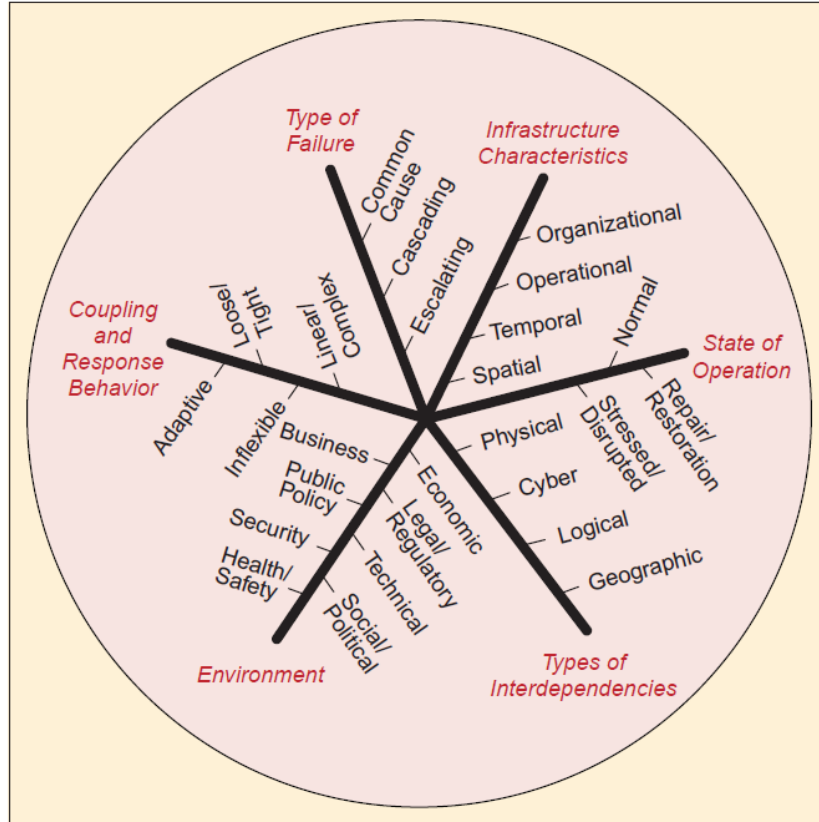 Type of
Failure
Common
Cause
Cascading
Escalating
Infrastructure
Characteristics
Organizational
Operational
Temporal
Spatial
State of
Operation
Normal
Repair/
Restoration
Stressed/
Disrupted
Types of
Interdependencies
Physical
Cyber
Logical
Geographic
Environment
Economic
Legal/
Regulatory
Technical
Social/
Political
Business
Public
Policy
Security
Health/
Safety
Coupling
and
Response
Behavior
Adaptive
Loose/
Tight
Inflexible
Linear/
Complex